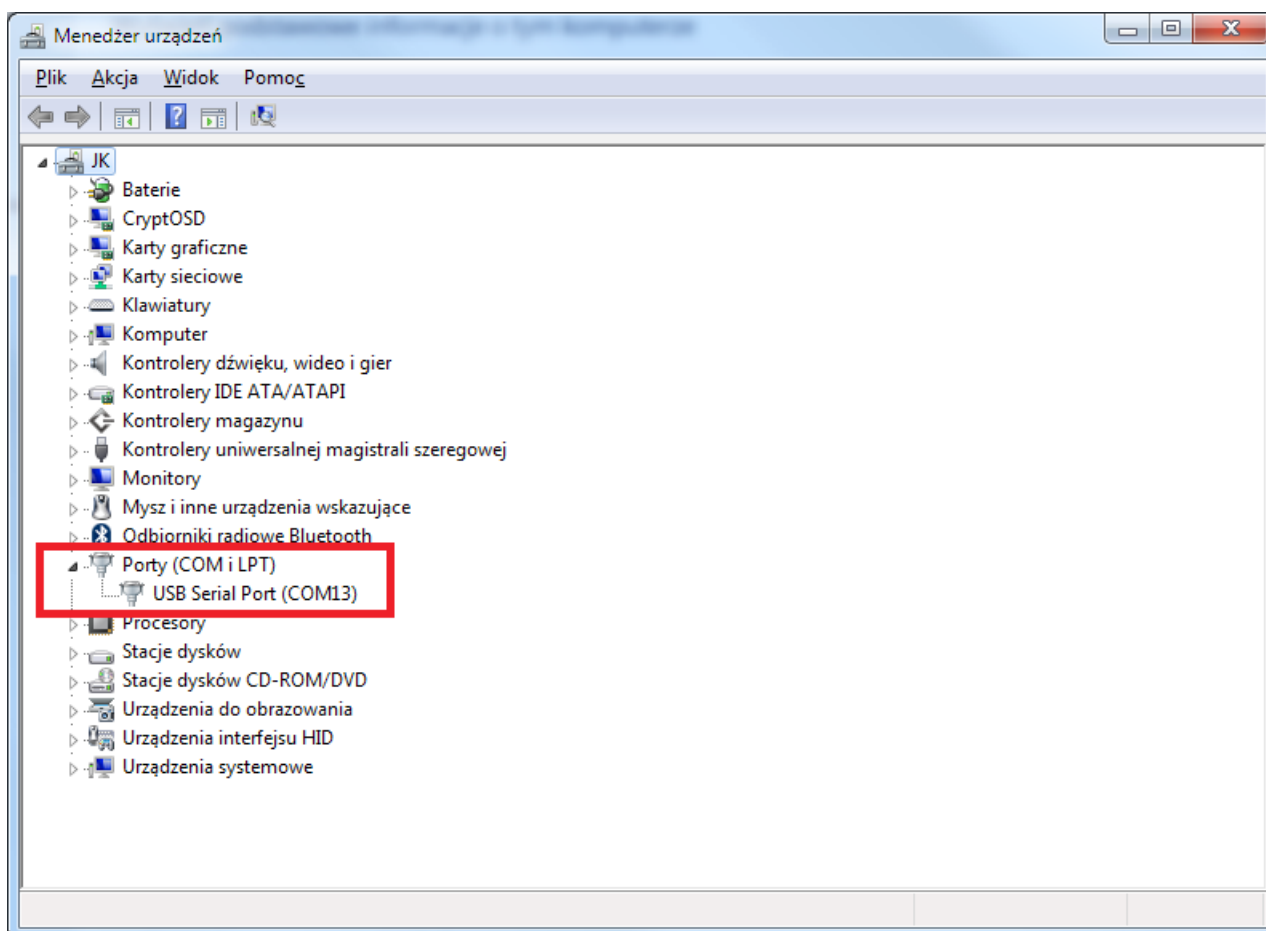 Menedżer urządzeń
Plik Akcja Widok Pomoc
JK
Baterie
CryptOSD
Karty graficzne
Karty sieciowe
Klawiatury
Komputer
Kontrolery dźwięku, wideo i gier
Kontrolery IDE ATA/ATAPI
Kontrolery magazynu
Kontrolery uniwersalnej magistrali szeregowej
Monitory
Mysz i inne urządzenia wskazujące
Odbiorniki radiowe Bluetooth
Porty (COM i LPT)
USB Serial Port (COM13)
Procesory
Stacje dysków
Stacje dysków CD-ROM/DVD
Urządzenia do obrazowania
Urządzenia interfejsu HID
Urządzenia systemowe